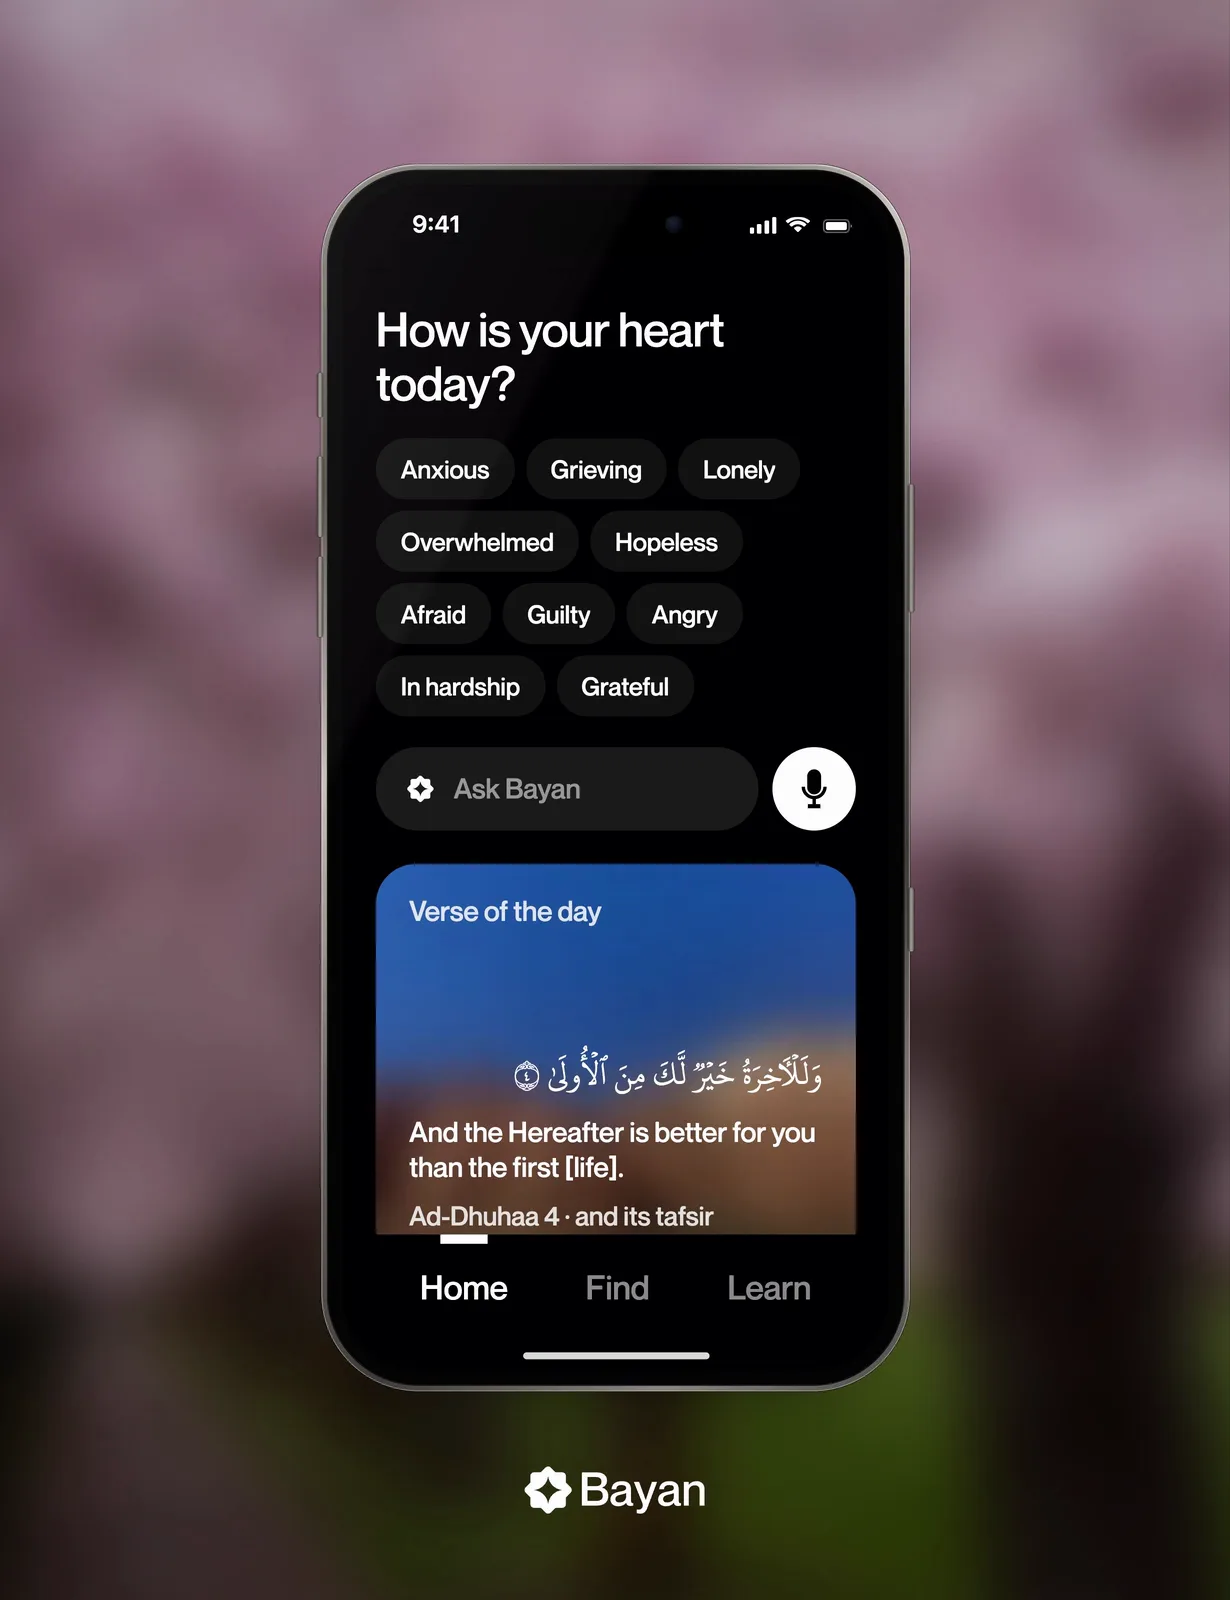 9:41
How is your heart
today?
Anxious
Grieving
Lonely
Overwhelmed
Hopeless
Afraid
Guilty
Angry
In hardship
Grateful
Ask Bayan
Verse of the day
وَلَلْآخِرَةُ خَيْرٌ لَّكَ مِنَ ٱلْأُولَىٰ ٤
And the Hereafter is better for you
than the first [life].
Ad-Dhuhaa 4 · and its tafsir
Home
Find
Learn
Bayan